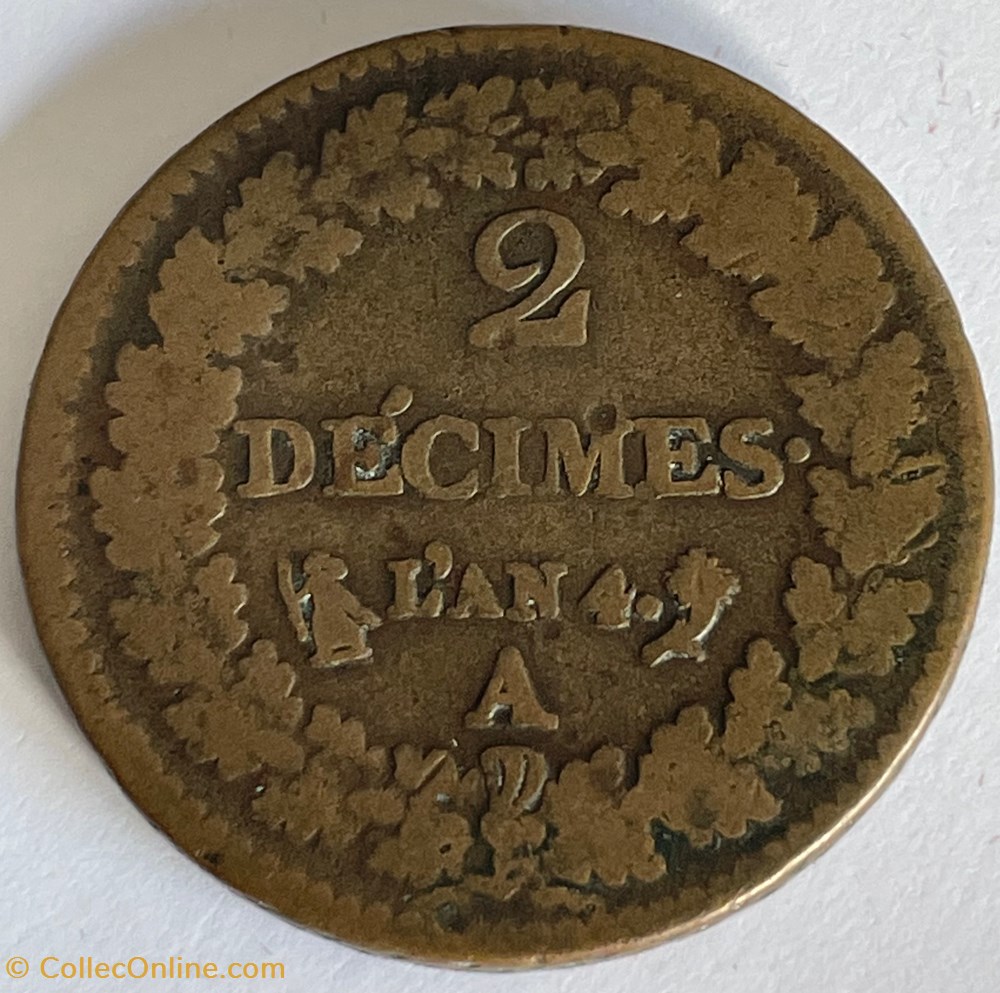 2
DÉCIMES.
L'AN 4.
A
© CollecOnline.com